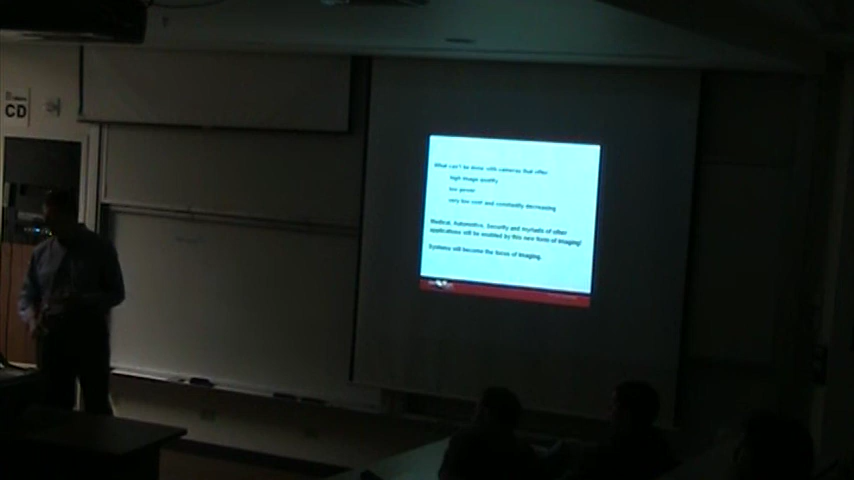 CD
What can't be done with cameras that offer:
high image quality
low power
very low cost and constantly decreasing
Medical, Automotive, Security and myriads of other
applications will be enabled by this new form of imaging!
Systems will become the focus of imaging.